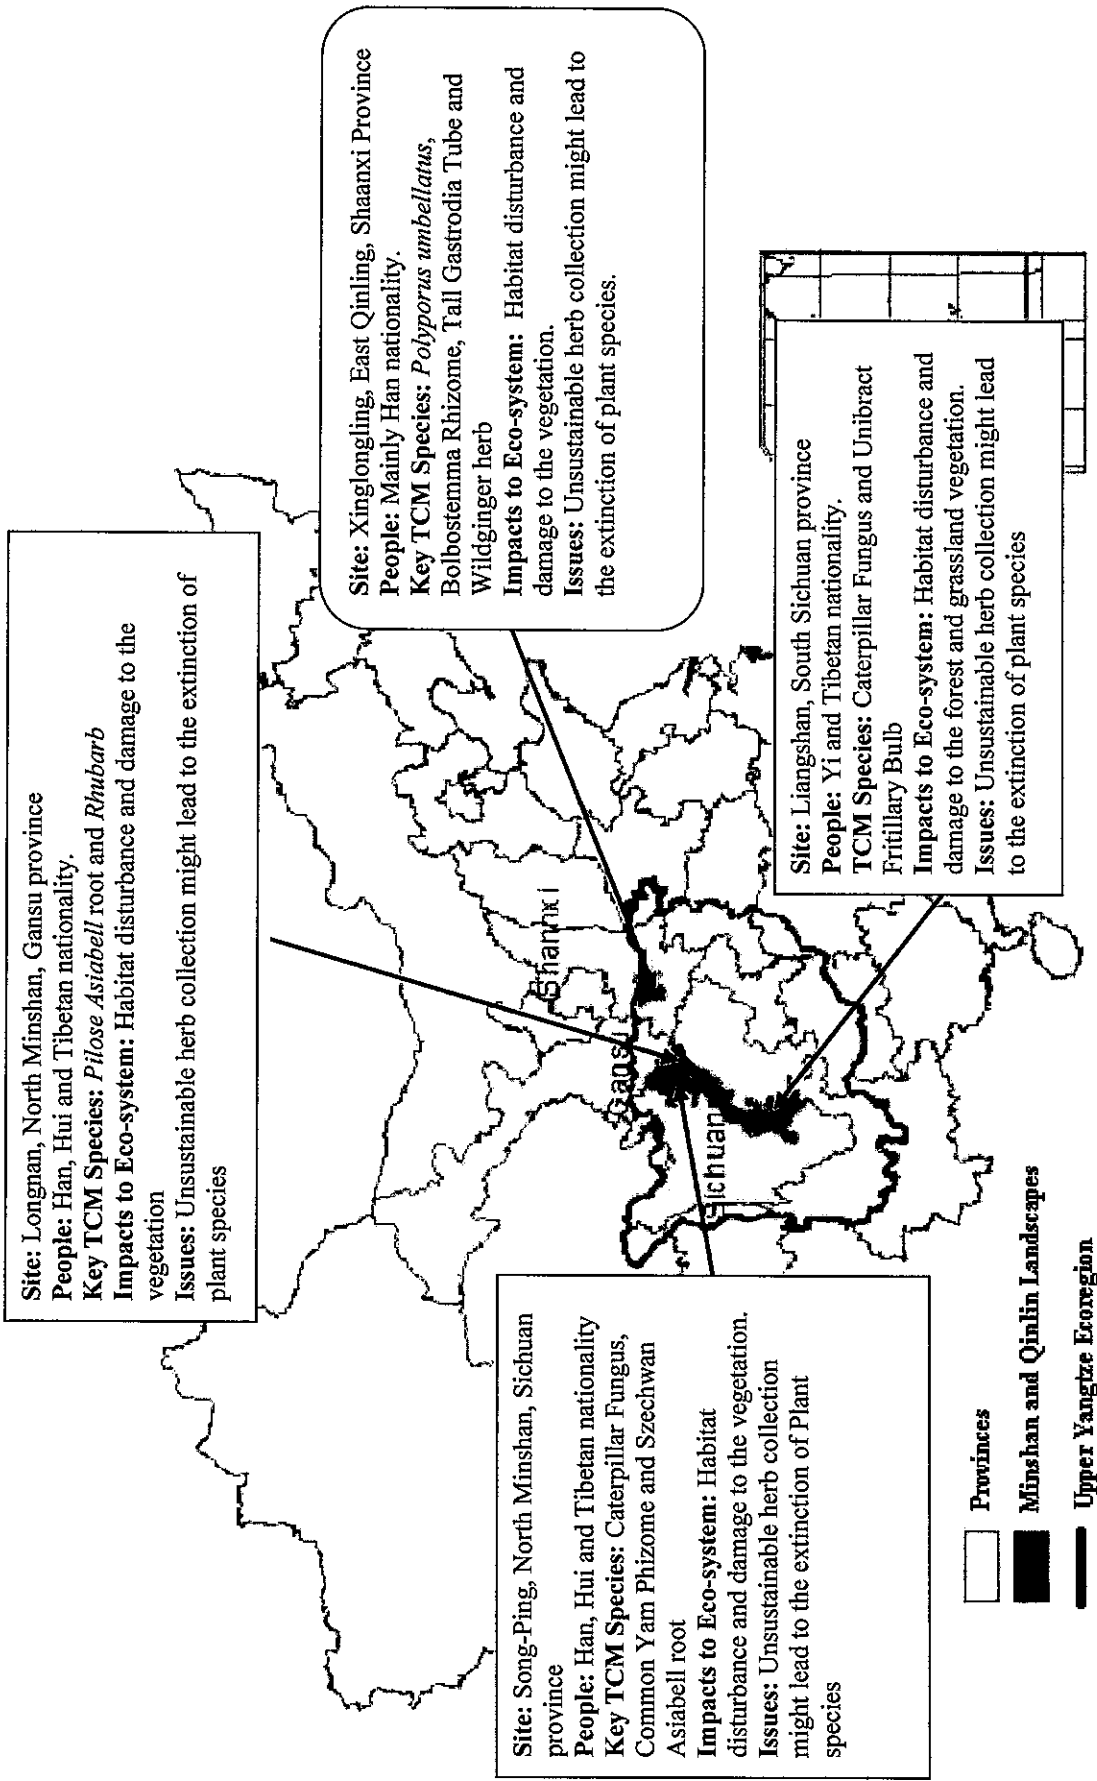 Site: Longnan, North Minshan, Gansu province
People: Han, Hui and Tibetan nationality.
Key TCM Species: Pilose Asiabell root and Rhubarb
Impacts to Eco-system: Habitat disturbance and damage to the
vegetation
Issues: Unsustainable herb collection might lead to the extinction of
plant species
Site: Xinglongling, East Qinling, Shaanxi Province
People: Mainly Han nationality.
Key TCM Species: Polyporus umbellatus,
Bolbostemma Rhizome, Tall Gastrodia Tube and
Wildginger herb
Impacts to Eco-system: Habitat disturbance and
damage to the vegetation.
Issues: Unsustainable herb collection might lead to
the extinction of plant species.
Shannxi
Gansu
Sichuan
Site: Song-Ping, North Minshan, Sichuan
province
People: Han, Hui and Tibetan nationality
Key TCM Species: Caterpillar Fungus,
Common Yam Phizome and Szechwan
Asiabell root
Impacts to Eco-system: Habitat
disturbance and damage to the vegetation.
Issues: Unsustainable herb collection
might lead to the extinction of Plant
species
Site: Liangshan, South Sichuan province
People: Yi and Tibetan nationality.
TCM Species: Caterpillar Fungus and Unibract
Fritillary Bulb
Impacts to Eco-system: Habitat disturbance and
damage to the forest and grassland vegetation.
Issues: Unsustainable herb collection might lead
to the extinction of plant species
Provinces
Minshan and Qinlin Landscapes
Upper Yangtze Ecoregion